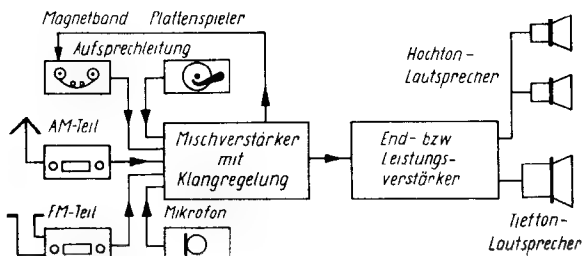 Magnetband Plattenspieler
Aufsprechleitung
Hochton-
Lautsprecher
AM-Teil
Mischverstärker
mit
Klangregelung
End- bzw
Leistungs-
verstärker
FM-Teil
Mikrofon
Tiefton-
Lautsprecher